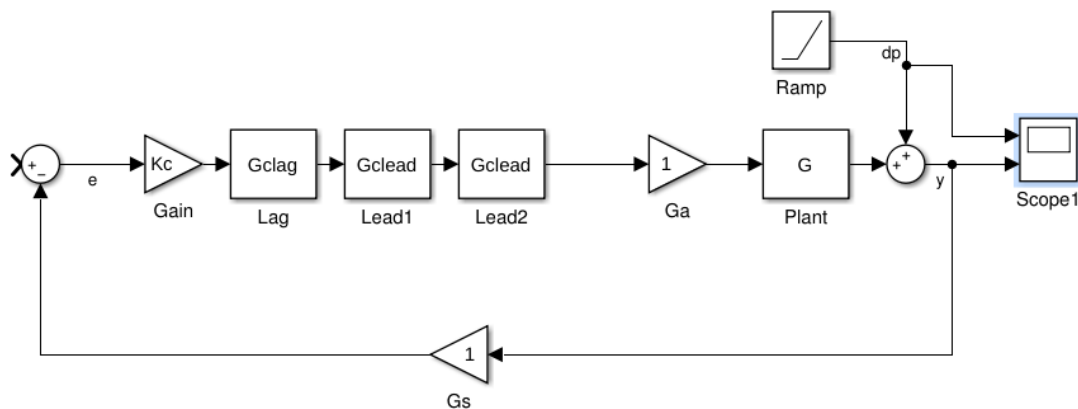 dp
Ramp
+
−
e
Kc
Gain
Gclag
Lag
Gclead
Lead1
Gclead
Lead2
1
Ga
G
Plant
+
+
y
Scope1
1
Gs